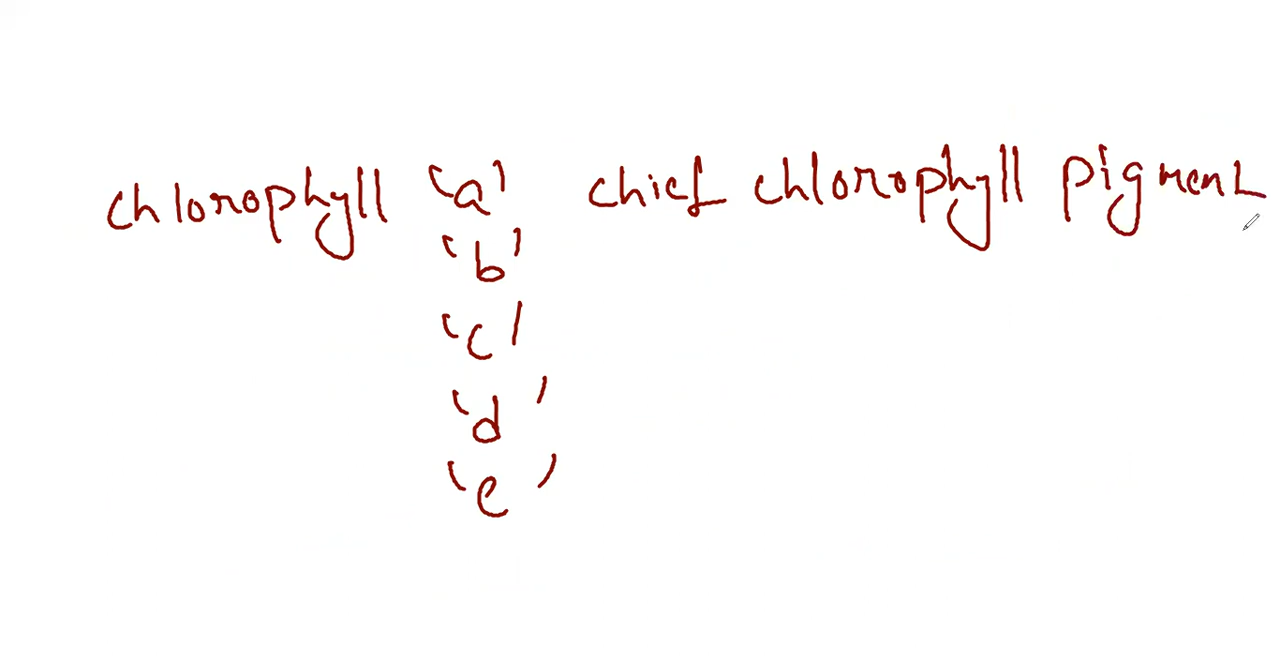 chlorophyll 'a' chief chlorophyll pigment
'b'
'c'
'd'
'e'